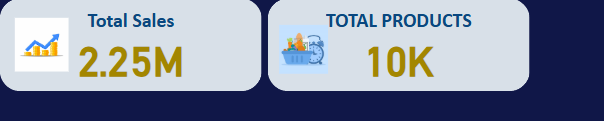 Total Sales
2.25M
TOTAL PRODUCTS
10K